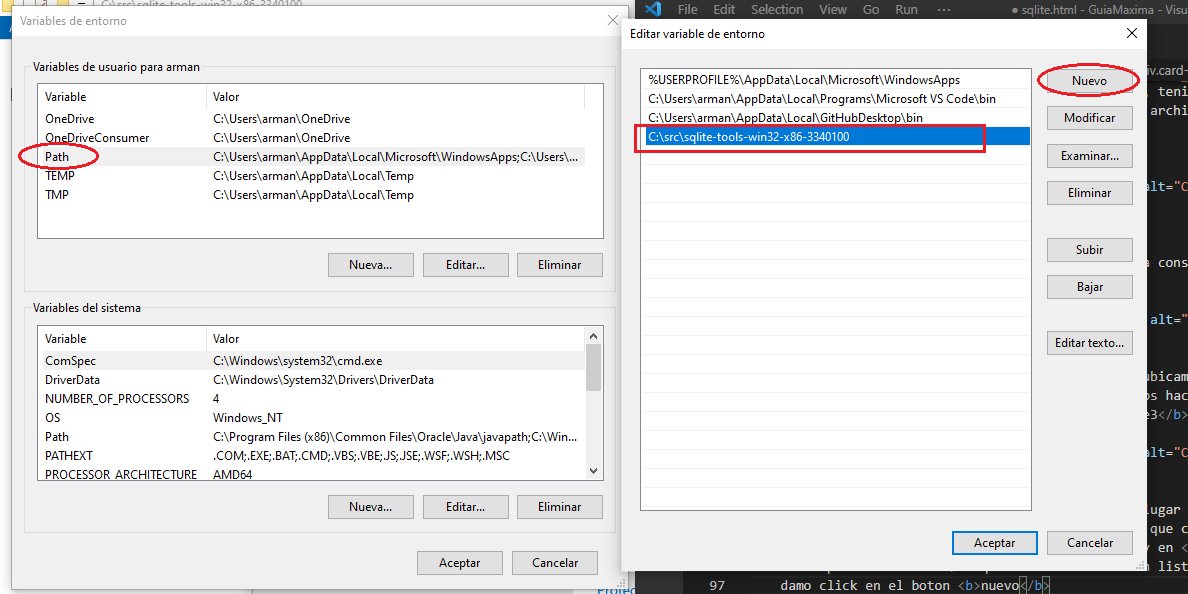 C:\src\sqlite-tools-win32-x86-3340100
Variables de entorno
Variables de usuario para arman
Variable Valor
OneDrive C:\Users\arman\OneDrive
OneDriveConsumer C:\Users\arman\OneDrive
Path C:\Users\arman\AppData\Local\Microsoft\WindowsApps;C:\Users\...
TEMP C:\Users\arman\AppData\Local\Temp
TMP C:\Users\arman\AppData\Local\Temp
Nueva... Editar... Eliminar
Variables del sistema
Variable Valor
ComSpec C:\Windows\system32\cmd.exe
DriverData C:\Windows\System32\Drivers\DriverData
NUMBER_OF_PROCESSORS 4
OS Windows_NT
Path C:\Program Files (x86)\Common Files\Oracle\Java\javapath;C:\Win...
PATHEXT .COM;.EXE;.BAT;.CMD;.VBS;.VBE;.JS;.JSE;.WSF;.WSH;.MSC
PROCESSOR_ARCHITECTURE AMD64
Nueva... Editar... Eliminar
Aceptar Cancelar
File Edit Selection View Go Run ··· ● sqlite.html - GuiaMaxima - Visu
Editar variable de entorno
%USERPROFILE%\AppData\Local\Microsoft\WindowsApps
C:\Users\arman\AppData\Local\Programs\Microsoft VS Code\bin
C:\Users\arman\AppData\Local\GitHubDesktop\bin
C:\src\sqlite-tools-win32-x86-3340100
Nuevo
Modificar
Examinar...
Eliminar
Subir
Bajar
Editar texto...
Aceptar Cancelar
iv.card-
teni
archi
alt="C
cons
alt="
ubicam
os hac
e3</b>
alt="C
lugar
que c
en <
list
97 damo click en el boton <b>nuevo</b>